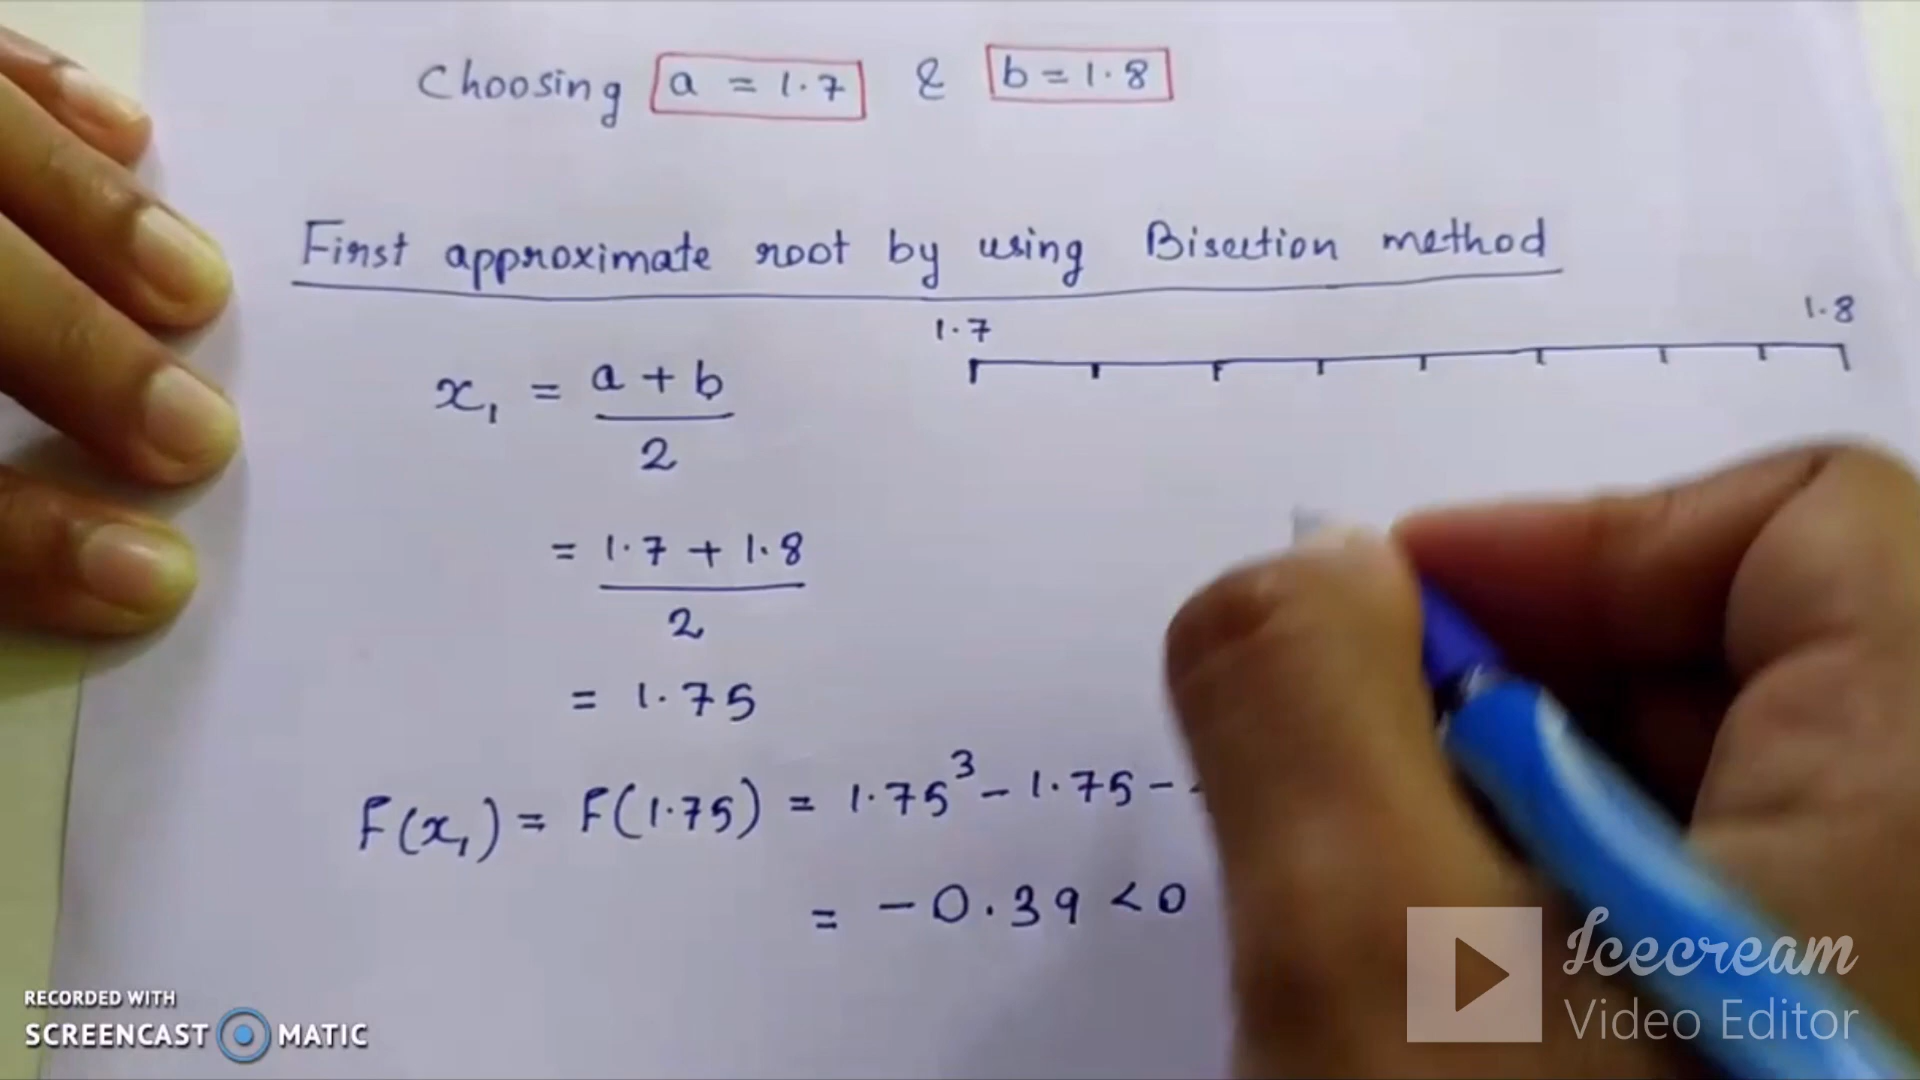 Choosing a = 1.7 & b = 1.8
First approximate root by using Bisection method
1.7 1.8
x₁ = a + b
2
= 1.7 + 1.8
2
= 1.75
F(x₁) = F(1.75) = 1.75³ - 1.75 -
= -0.39 < 0
RECORDED WITH
SCREENCAST MATIC
Icecream
Video Editor